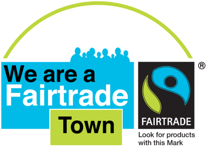 We are a
Fairtrade
Town
®
FAIRTRADE
Look for products
with this Mark